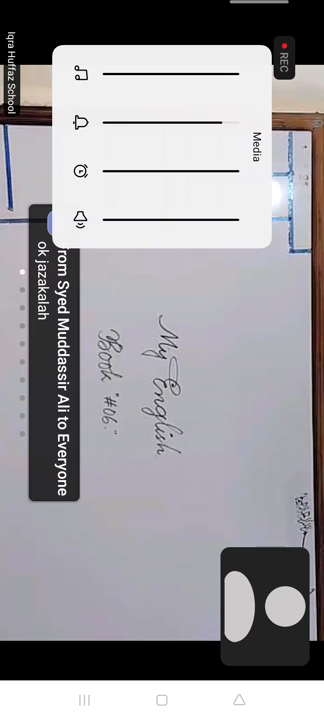 REC
Media
Iqra Huffaz School
From Syed Muddassir Ali to Everyone
ok jazakalah
My English
Book "#06."